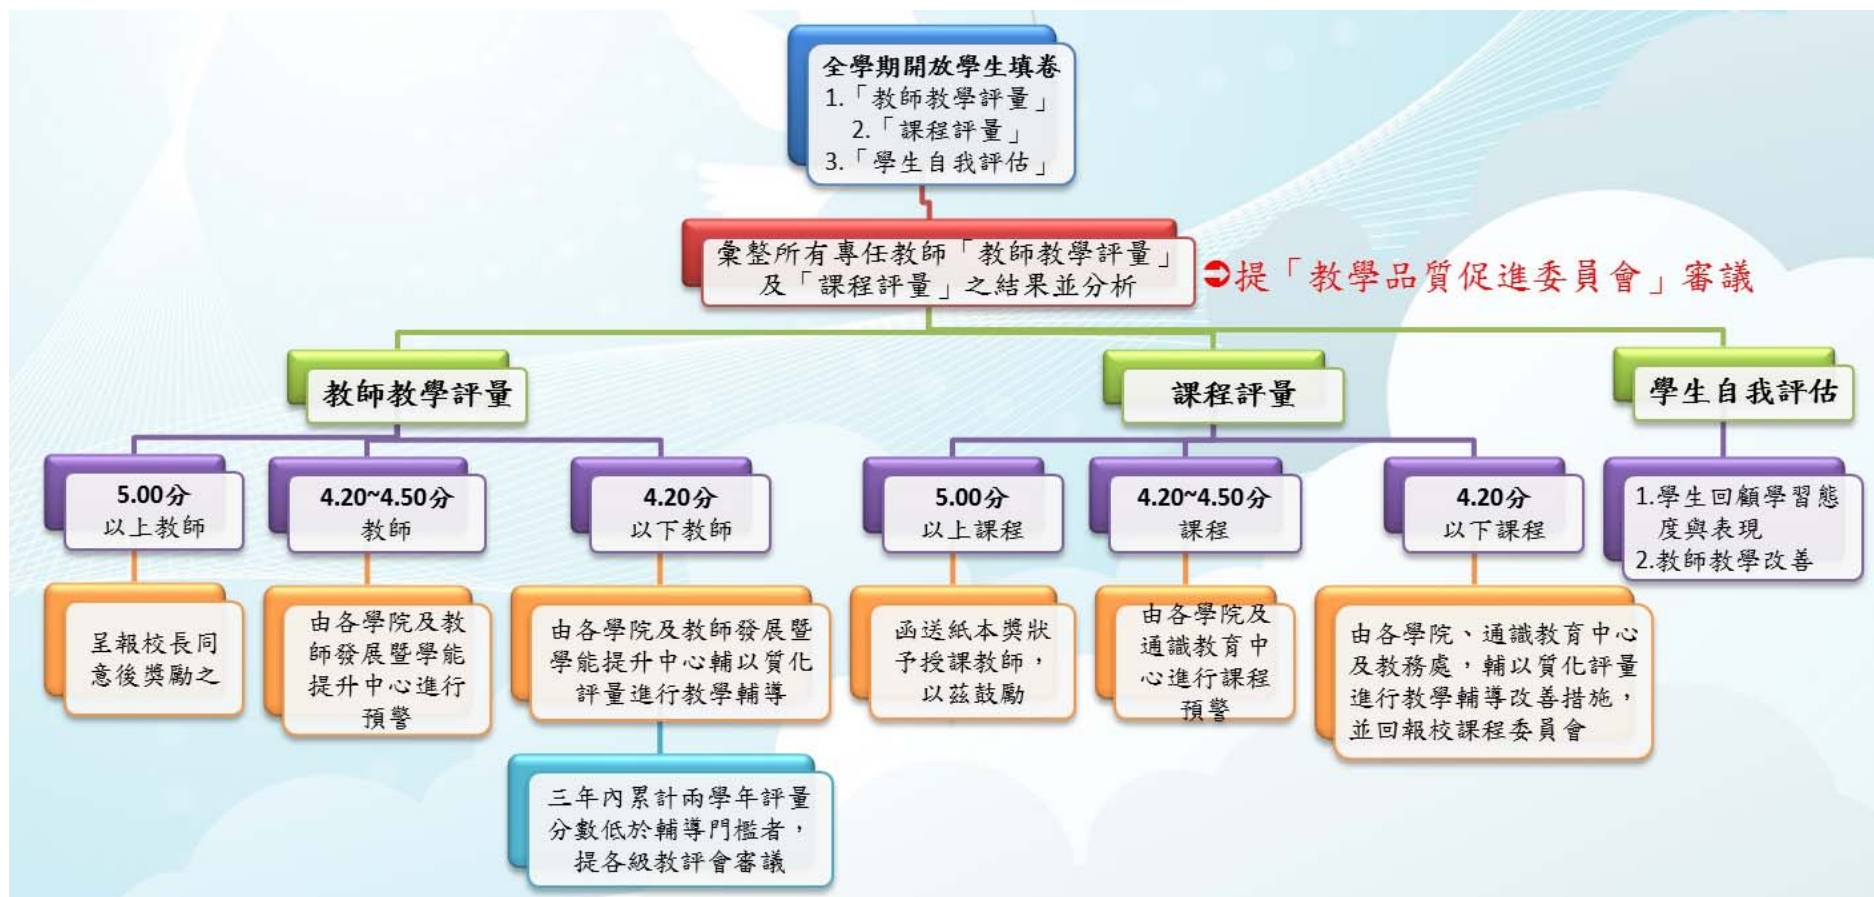 全學期開放學生填卷
1.「教師教學評量」
2.「課程評量」
3.「學生自我評估」
彙整所有專任教師「教師教學評量」
及「課程評量」之結果並分析
提「教學品質促進委員會」審議
教師教學評量
課程評量
學生自我評估
5.00分
以上教師
4.20~4.50分
教師
4.20分
以下教師
5.00分
以上課程
4.20~4.50分
課程
4.20分
以下課程
1.學生回顧學習態
度與表現
2.教師教學改善
呈報校長同
意後獎勵之
由各學院及教
師發展暨學能
提升中心進行
預警
由各學院及教師發展暨
學能提升中心輔以質化
評量進行教學輔導
函送紙本獎狀
予授課教師，
以茲鼓勵
由各學院及
通識教育中
心進行課程
預警
由各學院、通識教育中心
及教務處，輔以質化評量
進行教學輔導改善措施，
並回報校課程委員會
三年內累計兩學年評量
分數低於輔導門檻者，
提各級教評會審議